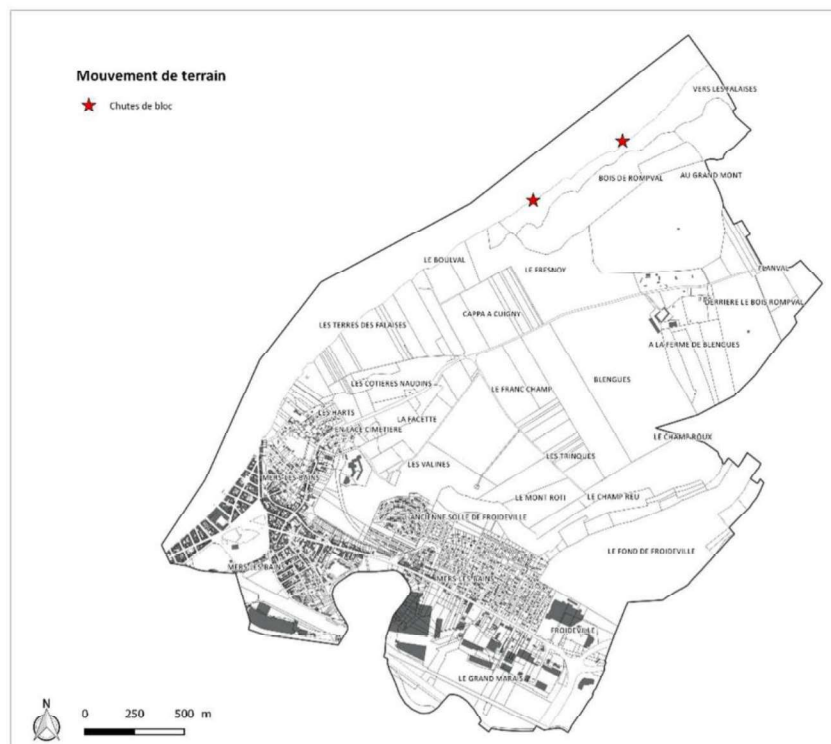 Mouvement de terrain
Chutes de bloc
VERS LES FALAISES
BOIS DE ROMPVAL
AU GRAND MONT
LE BOULVAL
LE FRESNOY
PLANVAL
DERRIERE LE BOIS ROMPVAL
CAPPA A CUIGNY
LES TERRES DES FALAISES
A LA FERME DE BLENGUES
LES COTIERES NAUDINS
LE FRANC CHAMP
BLENGUES
LES HARTS
LA FACETTE
EN FACE CIMETIERE
LE CHAMP ROUX
LES TRINQUES
LES VALINES
MERS LES BAINS
LE MONT ROTI
LE CHAMP REU
ANCIENNE SOLLE DE FROIDEVILLE
LE FOND DE FROIDEVILLE
MERS LES BAINS
MERS LES BAINS
FROIDEVILLE
LE GRAND MARAIS
N
0 250 500 m